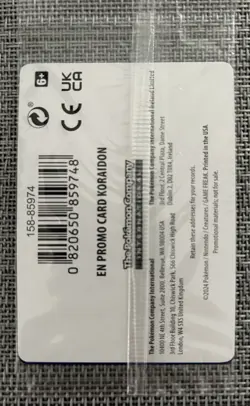 6+
UK
CA
CE
158-85974
0 820650 859748
EN PROMO CARD KORAIDON
The Pokémon Company
The Pokémon Company International
10400 NE 4th Street, Suite 2800, Bellevue, WA 98004 USA
3rd Floor Building 10, Chiswick Park, 566 Chiswick High Road
London, W4 5XS United Kingdom
The Pokémon Company International Ireland Limited
3rd Floor, 2 Central Plaza, Dame Street
Dublin 2, D02 T0X4, Ireland
Retain these addresses for your records.
©2024 Pokémon / Nintendo / Creatures / GAME FREAK. Printed in the USA.
Promotional materials, not for sale.